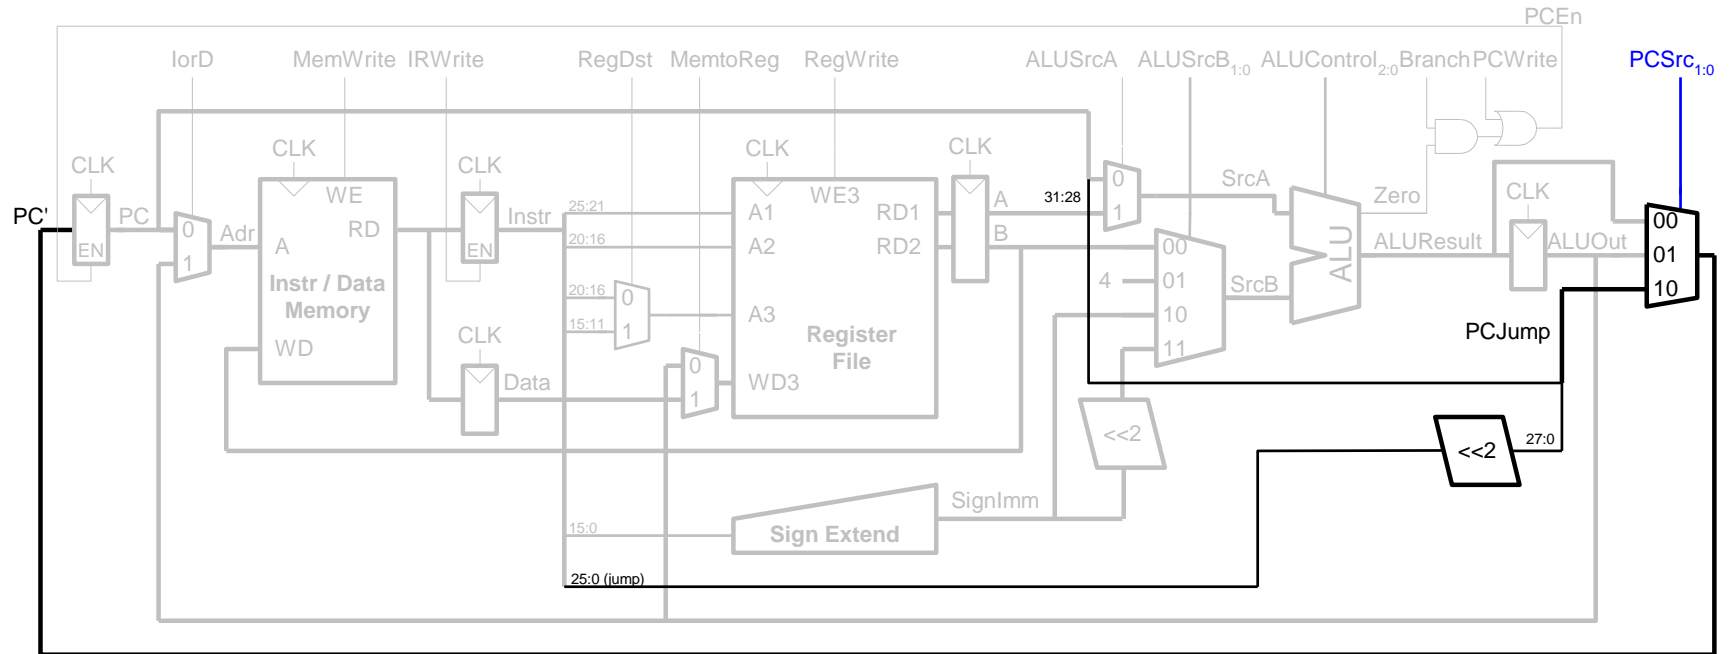 PCEn
IorD MemWrite IRWrite RegDst MemtoReg RegWrite ALUSrcA ALUSrcB1:0 ALUControl2:0 Branch PCWrite PCSrc1:0
CLK CLK CLK CLK CLK
PC' PC EN
0 1 Adr
WE A RD Instr / Data Memory WD
EN Instr
CLK Data
25:21
20:16
20:16 0
15:11 1
0 1
WE3 A1 A2 A3 WD3 RD1 RD2 Register File
A
B
31:28
0 1 SrcA
00
4 01
10
11
SrcB
ALU Zero
ALUResult
CLK ALUOut
00
01
10
PCJump
<<2
<<2 27:0
SignImm
15:0 Sign Extend
25:0 (jump)